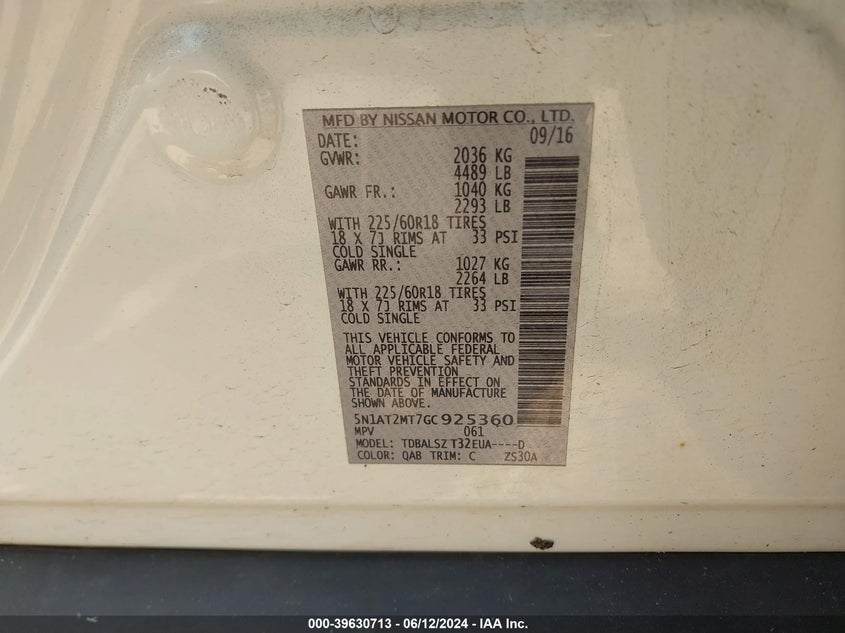 MFD BY NISSAN MOTOR CO., LTD.
DATE: 09/16
GVWR: 2036 KG
4489 LB
GAWR FR.: 1040 KG
2293 LB
WITH 225/60R18 TIRES
18 X 7J RIMS AT 33 PSI
COLD SINGLE
GAWR RR.: 1027 KG
2264 LB
WITH 225/60R18 TIRES
18 X 7J RIMS AT 33 PSI
COLD SINGLE
THIS VEHICLE CONFORMS TO
ALL APPLICABLE FEDERAL
MOTOR VEHICLE SAFETY AND
THEFT PREVENTION
STANDARDS IN EFFECT ON
THE DATE OF MANUFACTURE
SHOWN ABOVE.
5N1AT2MT7GC925360
MPV 061
MODEL: TDBALSZ T32EUA----D
COLOR: QAB TRIM: C ZS30A
000-39630713 - 06/12/2024 - IAA Inc.